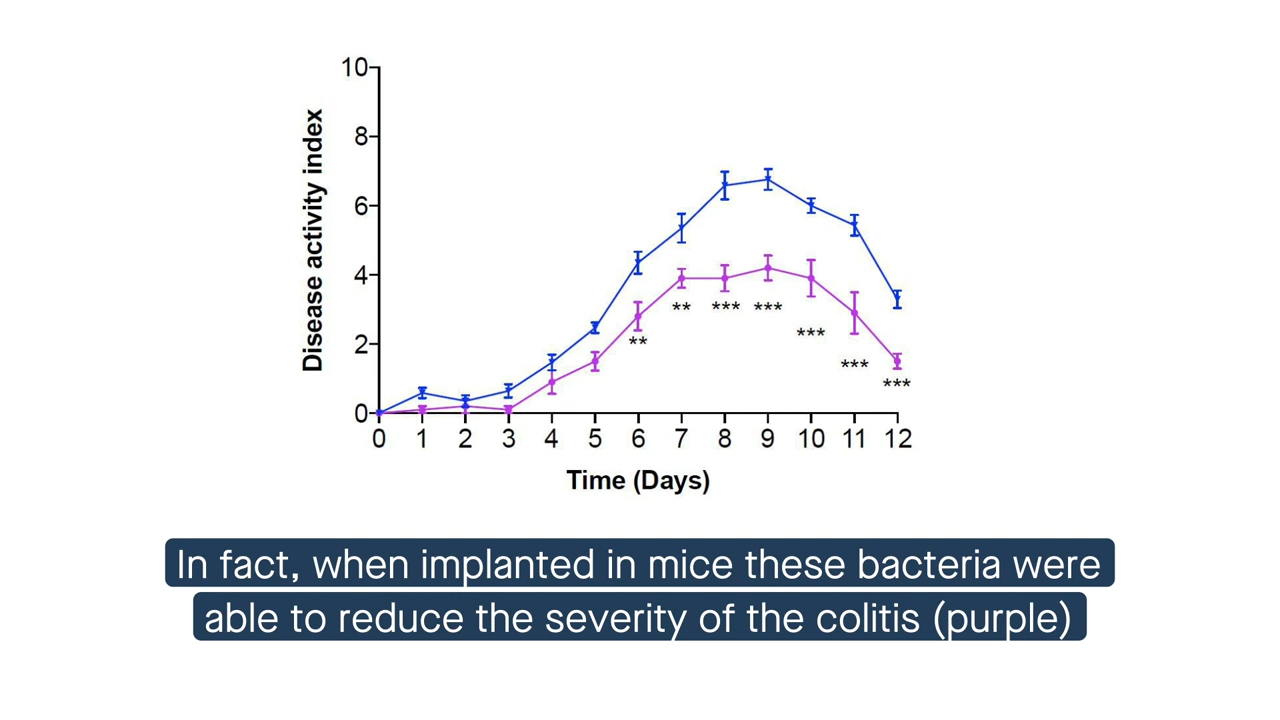 10
8
6
4
2
0
Disease activity index
** ** *** *** *** *** ***
0 1 2 3 4 5 6 7 8 9 10 11 12
Time (Days)
In fact, when implanted in mice these bacteria were
able to reduce the severity of the colitis (purple)